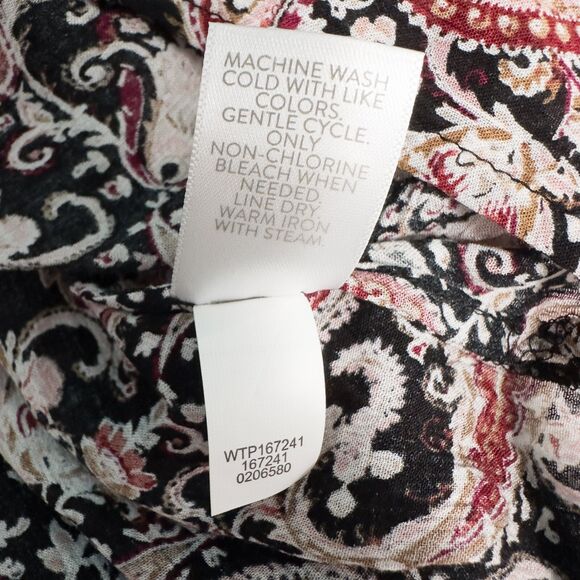 MACHINE WASH
COLD WITH LIKE
COLORS.
GENTLE CYCLE.
ONLY
NON-CHLORINE
BLEACH WHEN
NEEDED.
LINE DRY.
WARM IRON
WITH STEAM.
WTP167241
167241
0206580